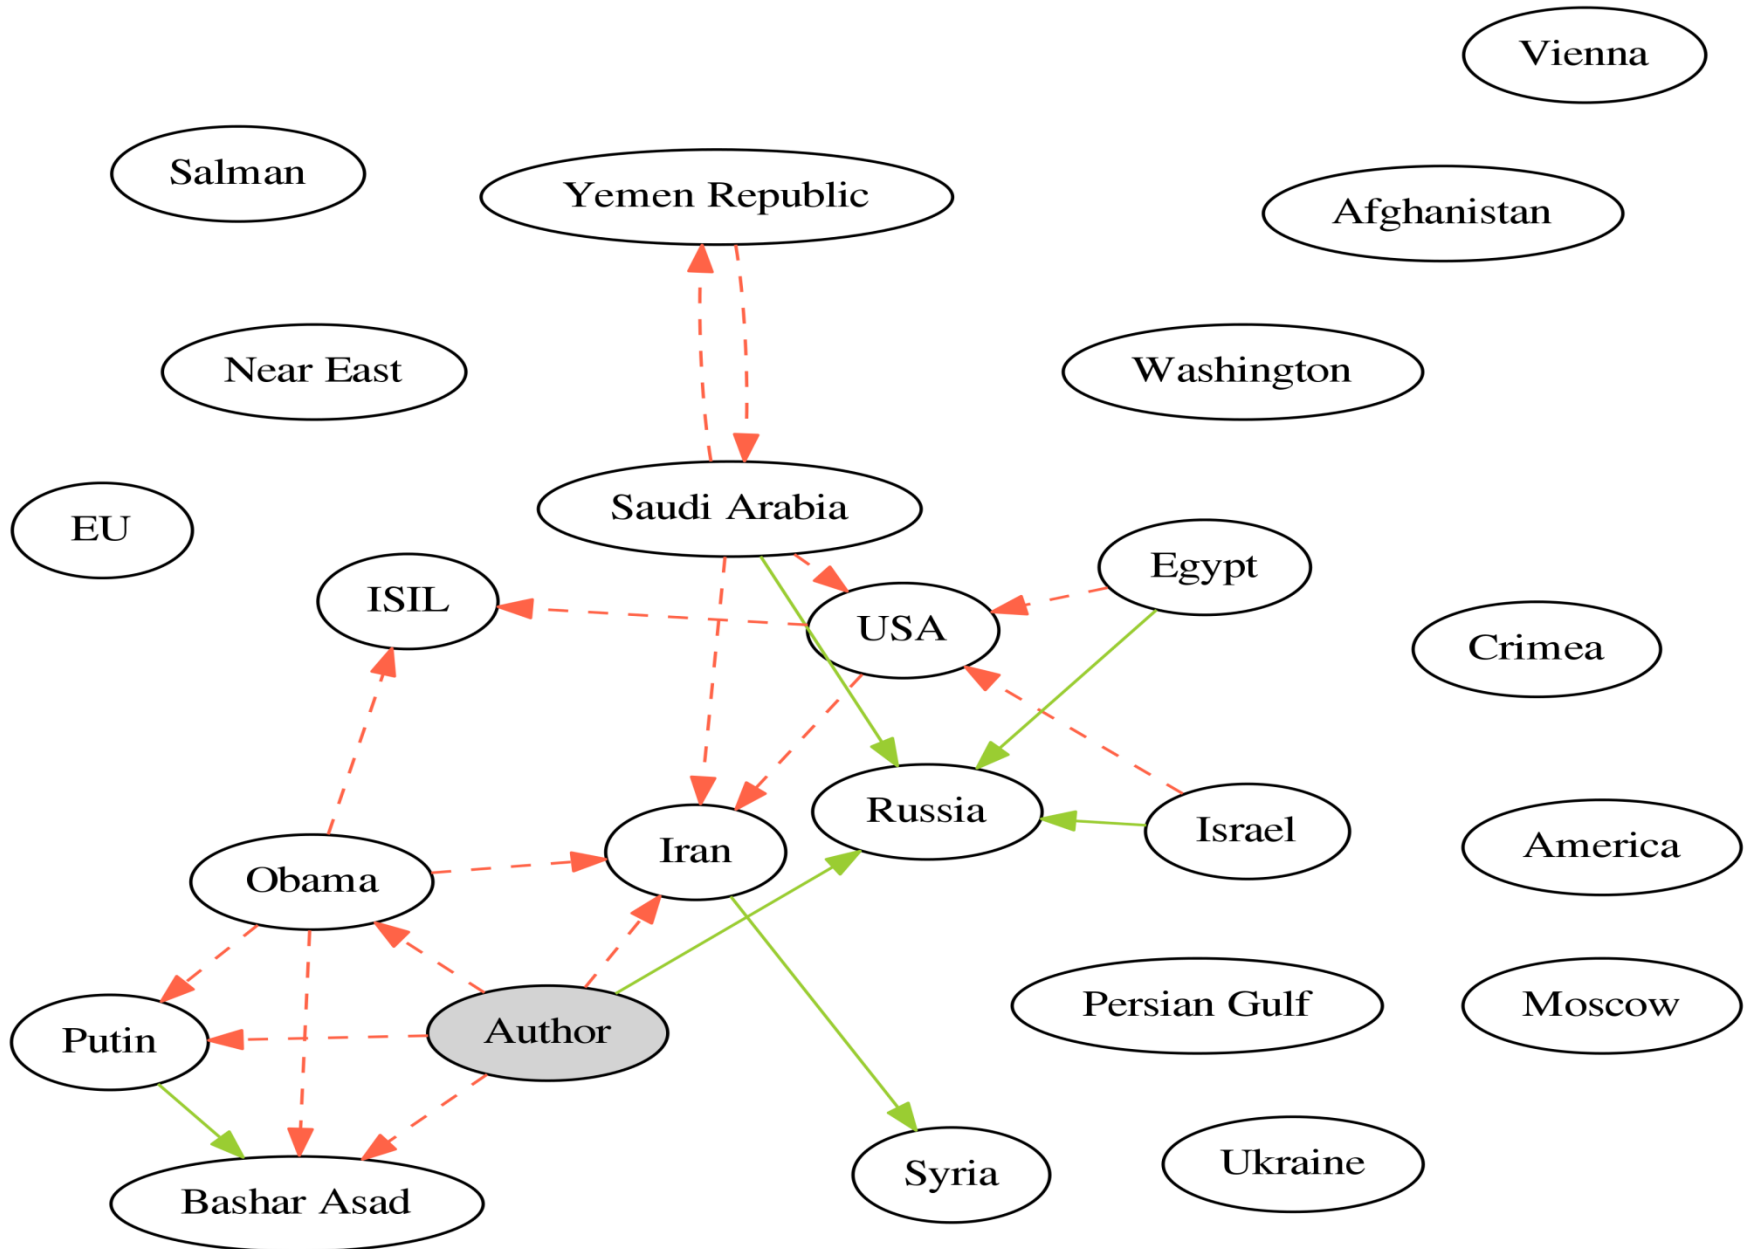 Vienna
Salman
Yemen Republic
Afghanistan
Near East
Washington
Saudi Arabia
EU
Egypt
ISIL
USA
Crimea
Russia
Israel
America
Iran
Obama
Persian Gulf
Moscow
Author
Putin
Ukraine
Syria
Bashar Asad